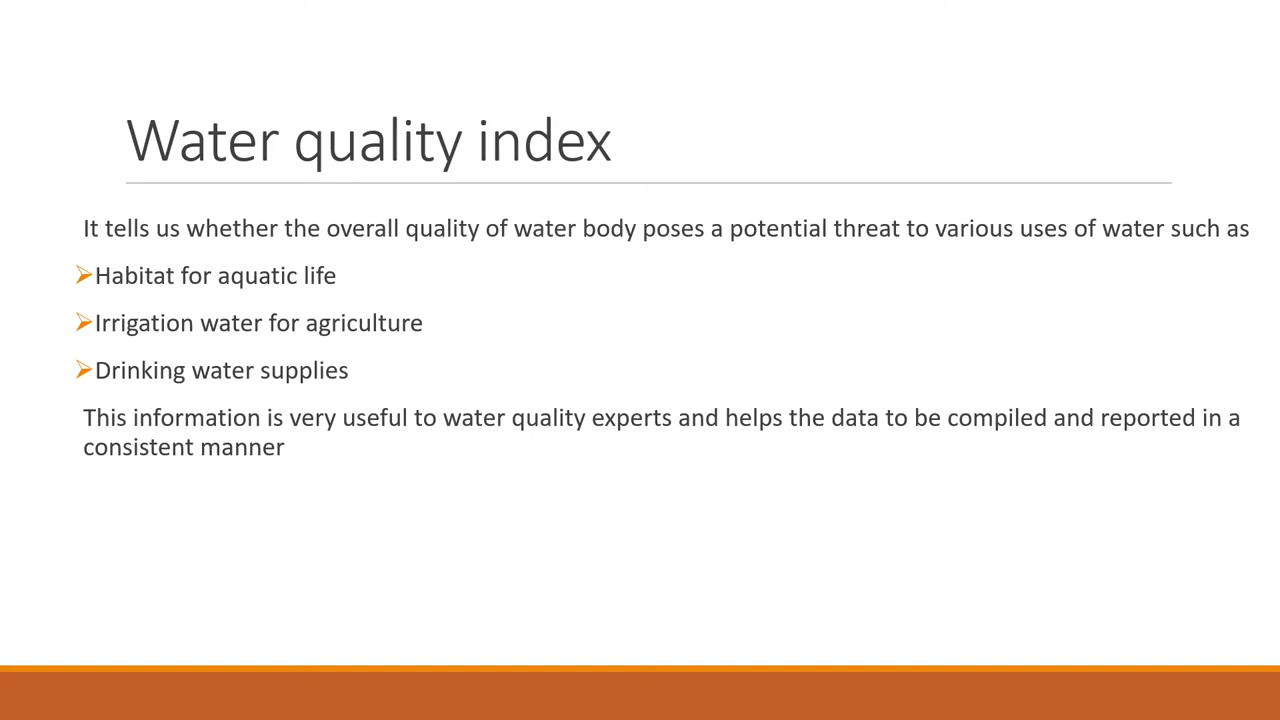 Water quality index
It tells us whether the overall quality of water body poses a potential threat to various uses of water such as
➢Habitat for aquatic life
➢Irrigation water for agriculture
➢Drinking water supplies
This information is very useful to water quality experts and helps the data to be compiled and reported in a
consistent manner